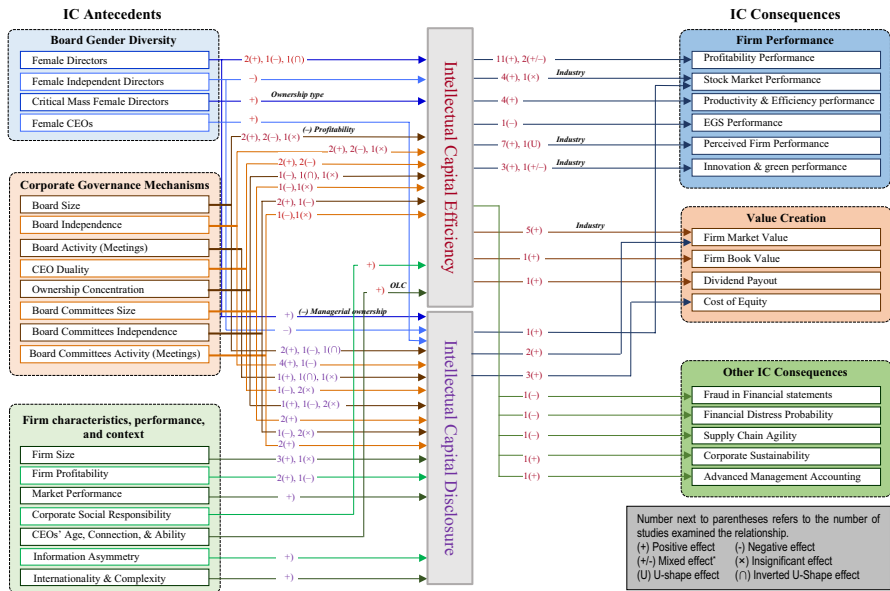 IC Antecedents
IC Consequences
Board Gender Diversity
Female Directors
Female Independent Directors
Critical Mass Female Directors
Female CEOs
Corporate Governance Mechanisms
Board Size
Board Independence
Board Activity (Meetings)
CEO Duality
Ownership Concentration
Board Committees Size
Board Committees Independence
Board Committees Activity (Meetings)
Firm characteristics, performance,
and context
Firm Size
Firm Profitability
Market Performance
Corporate Social Responsibility
CEOs' Age, Connection, & Ability
Information Asymmetry
Internationality & Complexity
2(+), 1(–), 1(∩)
–)
+)
Ownership type
+)
(–) Profitability
2(+), 2(–), 1(×)
2(+), 2(–), 1(×)
2(+), 2(–)
1(–), 1(∩), 1(×)
1(–),1(×)
2(+), 1(–)
1(–),1(×)
+)
+)
OLC
(–) Managerial ownership
+)
–)
2(+), 1(–), 1(∩)
4(+), 1(–)
1(+), 1(∩), 1(×)
1(–), 2(×)
1(+), 1(–), 2(×)
2(+)
1(–), 2(×)
2(+)
3(+), 1(×)
2(+), 1(–)
+)
+)
+)
Intellectual Capital Efficiency
Intellectual Capital Disclosure
11(+), 2(+/–)
4(+), 1(×)
Industry
4(+)
1(–)
7(+), 1(U)
Industry
3(+), 1(+/–)
Industry
5(+)
Industry
1(+)
1(+)
1(+)
2(+)
3(+)
1(–)
1(–)
1(–)
1(+)
1(+)
Firm Performance
Profitability Performance
Stock Market Performance
Productivity & Efficiency performance
EGS Performance
Perceived Firm Performance
Innovation & green performance
Value Creation
Firm Market Value
Firm Book Value
Dividend Payout
Cost of Equity
Other IC Consequences
Fraud in Financial statements
Financial Distress Probability
Supply Chain Agility
Corporate Sustainability
Advanced Management Accounting
Number next to parentheses refers to the number of
studies examined the relationship.
(+) Positive effect (-) Negative effect
(+/-) Mixed effect* (×) Insignificant effect
(U) U-shape effect (∩) Inverted U-Shape effect